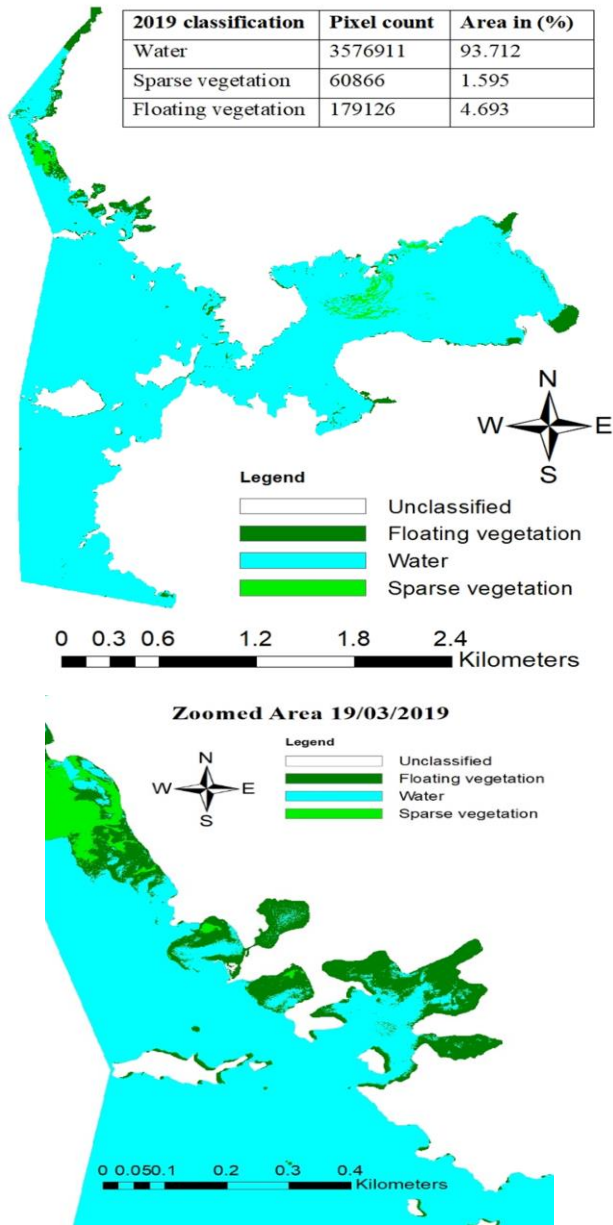 2019 classification Pixel count Area in (%)
Water 3576911 93.712
Sparse vegetation 60866 1.595
Floating vegetation 179126 4.693
N
W E
S
Legend
Unclassified
Floating vegetation
Water
Sparse vegetation
0 0.3 0.6 1.2 1.8 2.4
Kilometers
Zoomed Area 19/03/2019
N
W E
S
Legend
Unclassified
Floating vegetation
Water
Sparse vegetation
0 0.050.1 0.2 0.3 0.4
Kilometers